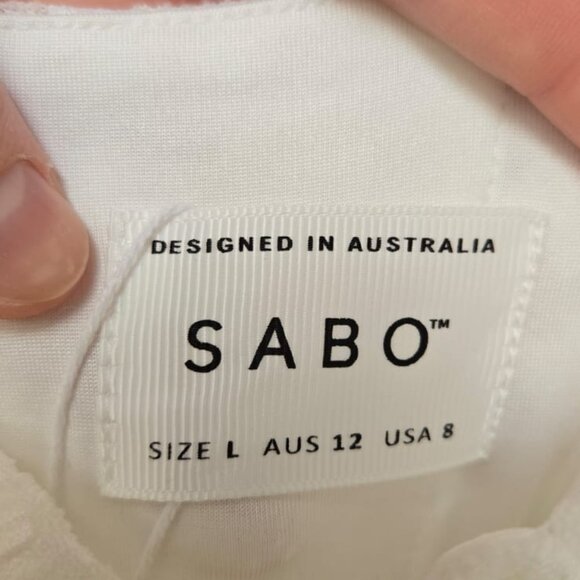 DESIGNED IN AUSTRALIA
SABO™
SIZE L AUS 12 USA 8